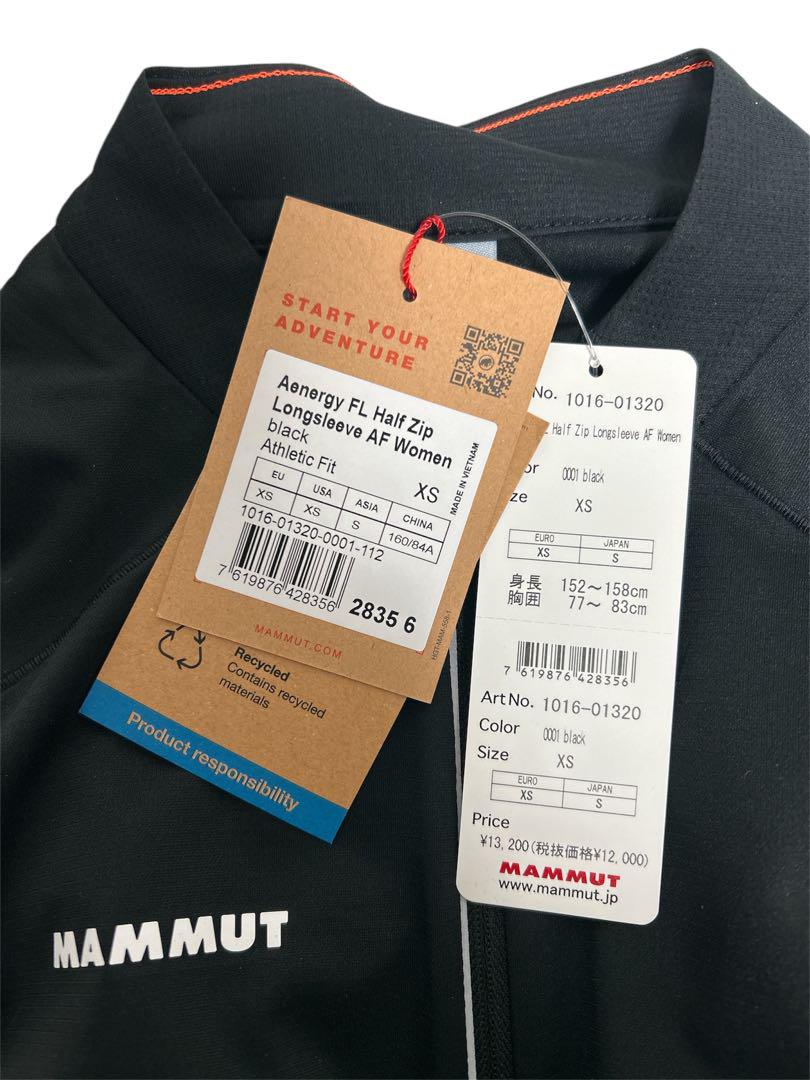 START YOUR
ADVENTURE
Aenergy FL Half Zip
Longsleeve AF Women
black
Athletic Fit
XS
EU USA ASIA CHINA
XS XS S 160/84A
1016-01320-0001-112
7 619876 428356
2835 6
MADE IN VIETNAM
MAMMUT.COM
HGT-MAM-508-1
Recycled
Contains recycled
materials
Product responsibility
No. 1016-01320
Half Zip Longsleeve AF Women
0001 black
XS
EURO JAPAN
XS S
身長 152～158cm
胸囲 77～ 83cm
7 619876 428356
Art No. 1016-01320
Color 0001 black
Size XS
EURO JAPAN
XS S
Price
¥13,200(税抜価格¥12,000)
MAMMUT
www.mammut.jp
MAMMUT